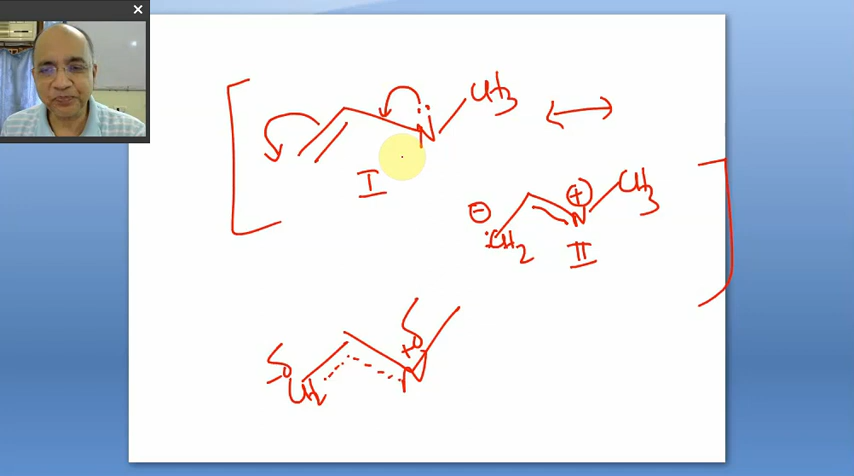 N̈ CH3
I
⊖ ⊕ CH3
:CH2 N
II
δ- δ+
CH2 N